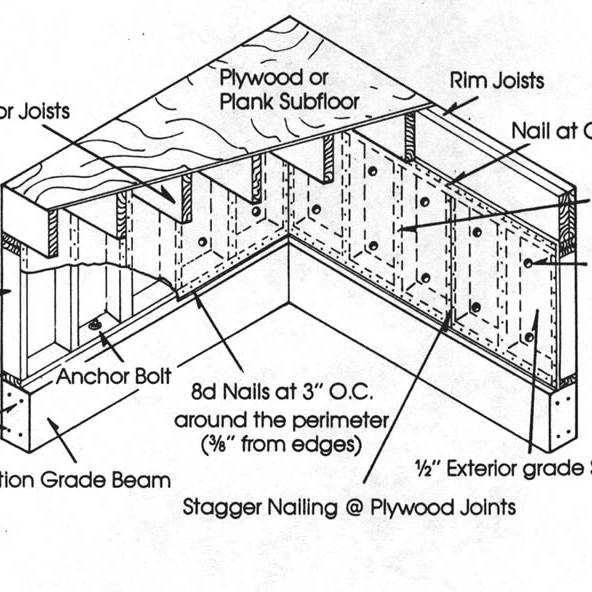 Plywood or
Plank Subfloor
Rim Joists
or Joists
Nail at
Anchor Bolt
8d Nails at 3" O.C.
around the perimeter
(3/8" from edges)
tion Grade Beam
1/2" Exterior grade
Stagger Nailing @ Plywood Joints